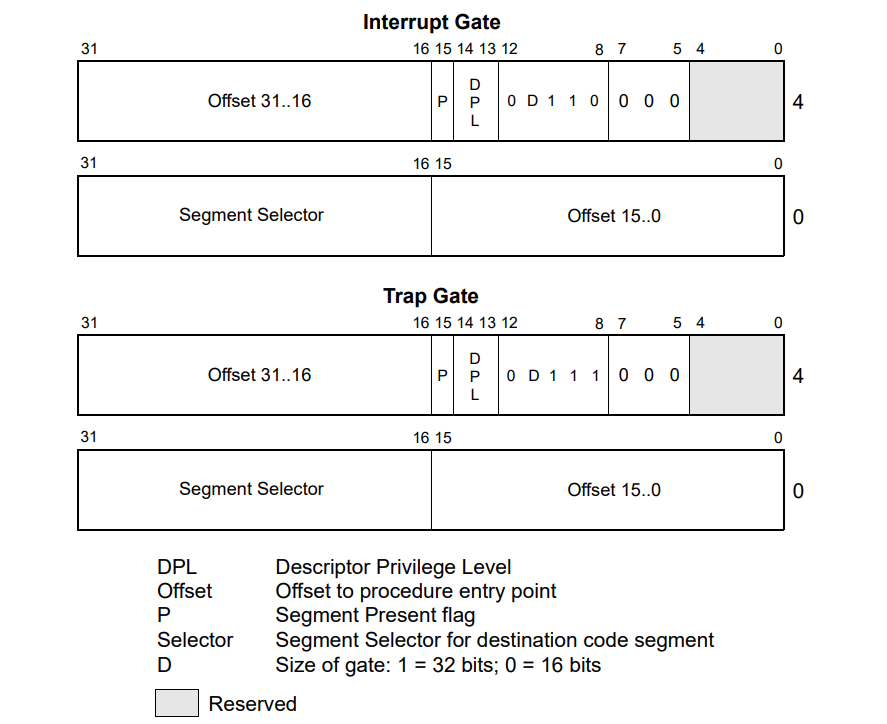 Interrupt Gate
31 16 15 14 13 12 8 7 5 4 0
Offset 31..16 P DPL 0 D 1 1 0 0 0 0 4
31 16 15 0
Segment Selector Offset 15..0 0
Trap Gate
31 16 15 14 13 12 8 7 5 4 0
Offset 31..16 P DPL 0 D 1 1 1 0 0 0 4
31 16 15 0
Segment Selector Offset 15..0 0
DPL Descriptor Privilege Level
Offset Offset to procedure entry point
P Segment Present flag
Selector Segment Selector for destination code segment
D Size of gate: 1 = 32 bits; 0 = 16 bits
Reserved